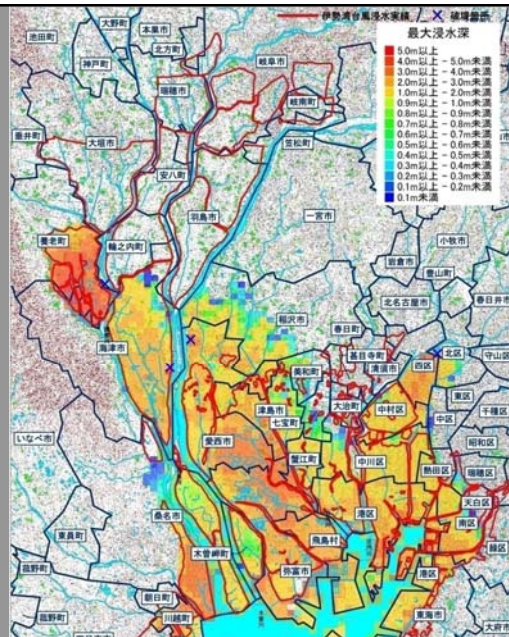 伊勢湾台風浸水実績 × 破堤箇所
最大浸水深
5.0m以上
4.0m以上 - 5.0m未満
3.0m以上 - 4.0m未満
2.0m以上 - 3.0m未満
1.0m以上 - 2.0m未満
0.9m以上 - 1.0m未満
0.8m以上 - 0.9m未満
0.7m以上 - 0.8m未満
0.6m以上 - 0.7m未満
0.5m以上 - 0.6m未満
0.4m以上 - 0.5m未満
0.3m以上 - 0.4m未満
0.2m以上 - 0.3m未満
0.1m以上 - 0.2m未満
0.1m未満
大野町
本巣市
池田町
北方町
岐阜市
神戸町
瑞穂市
岐南町
垂井町
大垣市
笠松町
安八町
羽島市
一宮市
養老町
輪之内町
小牧市
岩倉市
豊山町
北名古屋市
春日井市
稲沢市
春日町
海津市
美和町
甚目寺町
清須市
西区
北区
守山区
東区
津島市
大治町
中村区
中区
千種区
七宝町
いなべ市
愛西市
昭和区
蟹江町
中川区
熱田区
瑞穂区
天白区
桑名市
港区
南区
東員町
飛島村
緑区
木曽岬町
菰野町
弥富市
港区
朝日町
川越町
東海市
菰野町
大府市